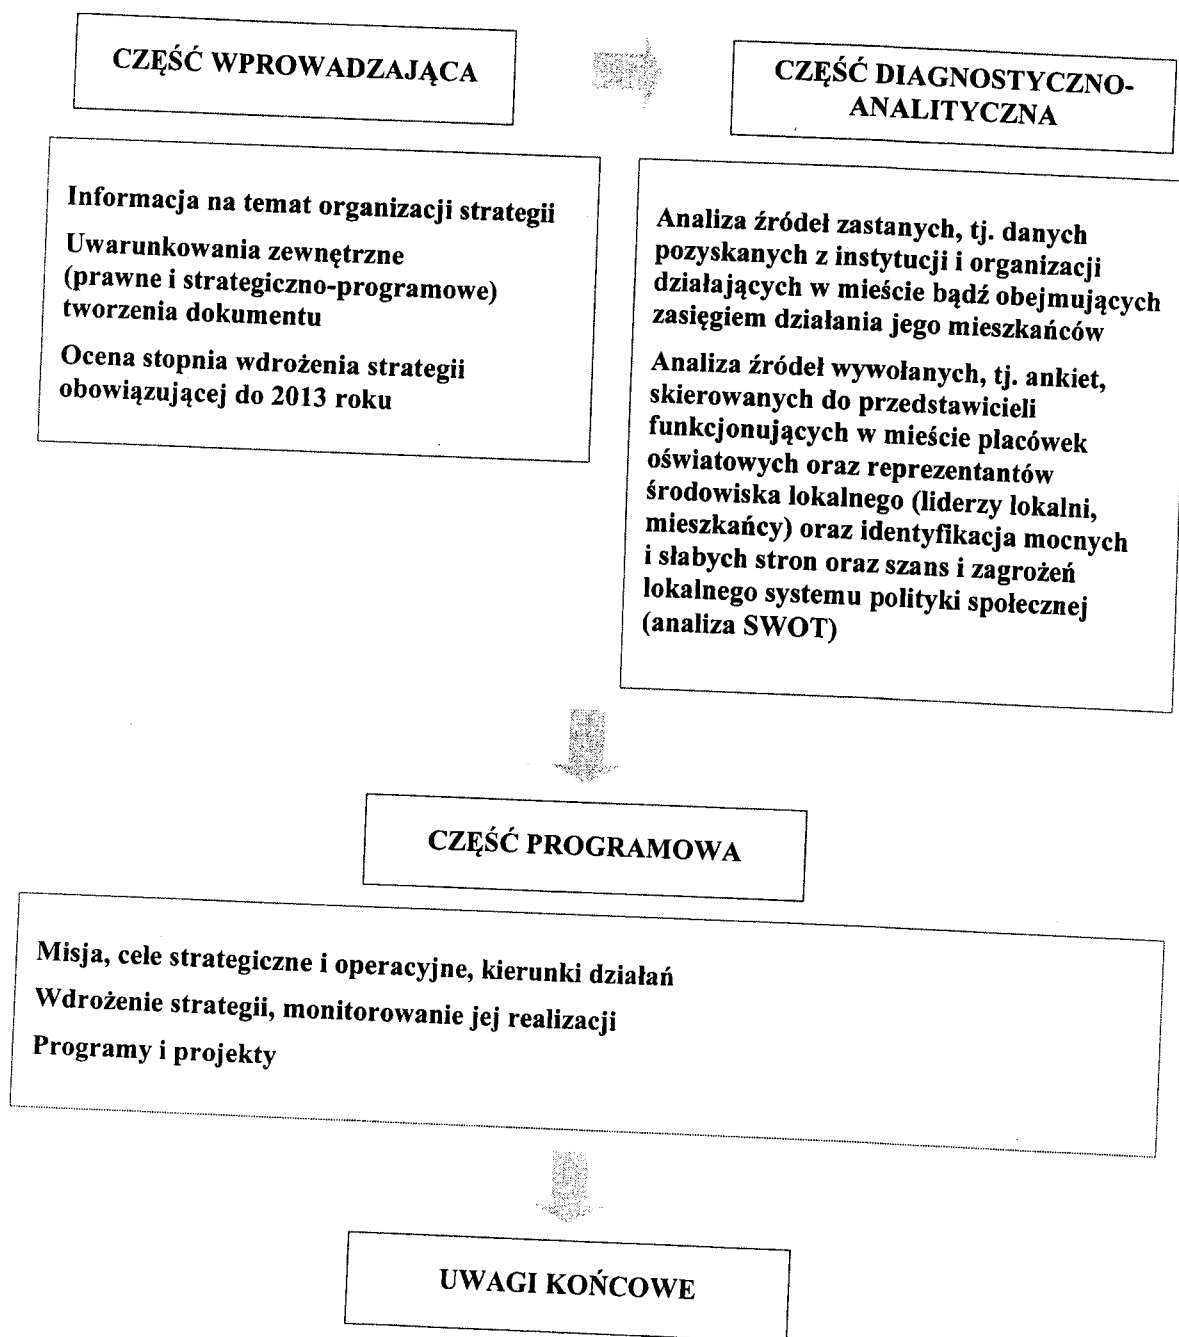 CZĘŚĆ WPROWADZAJĄCA
Informacja na temat organizacji strategii
Uwarunkowania zewnętrzne
(prawne i strategiczno-programowe)
tworzenia dokumentu
Ocena stopnia wdrożenia strategii
obowiązującej do 2013 roku
CZĘŚĆ DIAGNOSTYCZNO-
ANALITYCZNA
Analiza źródeł zastanych, tj. danych
pozyskanych z instytucji i organizacji
działających w mieście bądź obejmujących
zasięgiem działania jego mieszkańców
Analiza źródeł wywołanych, tj. ankiet,
skierowanych do przedstawicieli
funkcjonujących w mieście placówek
oświatowych oraz reprezentantów
środowiska lokalnego (liderzy lokalni,
mieszkańcy) oraz identyfikacja mocnych
i słabych stron oraz szans i zagrożeń
lokalnego systemu polityki społecznej
(analiza SWOT)
CZĘŚĆ PROGRAMOWA
Misja, cele strategiczne i operacyjne, kierunki działań
Wdrożenie strategii, monitorowanie jej realizacji
Programy i projekty
UWAGI KOŃCOWE